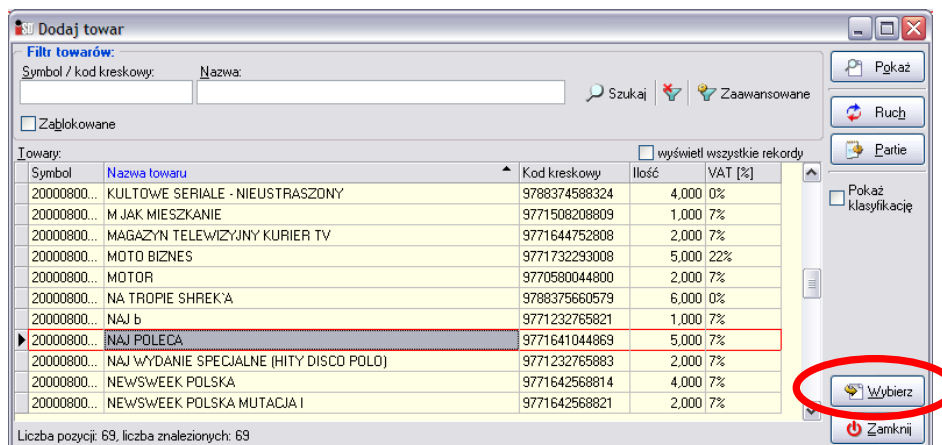 Dodaj towar
Filtr towarów:
Symbol / kod kreskowy: Nazwa:
Szukaj Zaawansowane
Zablokowane
Towary: wyświetl wszystkie rekordy
Symbol Nazwa towaru Kod kreskowy Ilość VAT [%]
20000800... KULTOWE SERIALE - NIEUSTRASZONY 9788374588324 4,000 0%
20000800... M JAK MIESZKANIE 9771508208809 1,000 7%
20000800... MAGAZYN TELEWIZYJNY KURIER TV 9771644752808 2,000 7%
20000800... MOTO BIZNES 9771732293008 5,000 22%
20000800... MOTOR 9770580044800 2,000 7%
20000800... NA TROPIE SHREK`A 9788375660579 6,000 0%
20000800... NAJ b 9771232765821 1,000 7%
20000800... NAJ POLECA 9771641044869 5,000 7%
20000800... NAJ WYDANIE SPECJALNE (HITY DISCO POLO) 9771232765883 2,000 7%
20000800... NEWSWEEK POLSKA 9771642568814 4,000 7%
20000800... NEWSWEEK POLSKA MUTACJA I 9771642568821 2,000 7%
Liczba pozycji: 69, liczba znalezionych: 69
Pokaż
Ruch
Partie
Pokaż
klasyfikację
Wybierz
Zamknij